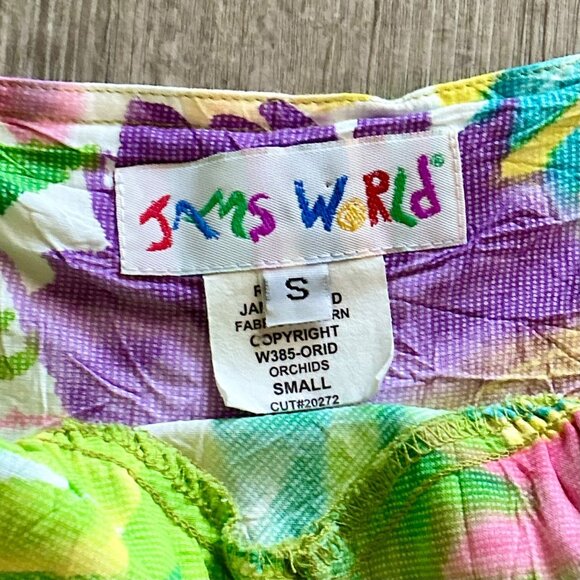 JAMS WORLD®
S
COPYRIGHT
W385-ORID
ORCHIDS
SMALL
CUT#20272